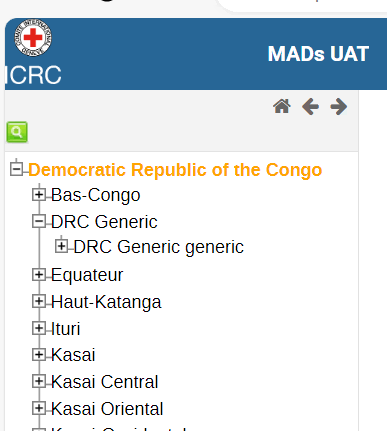 ICRC
MADs UAT
Democratic Republic of the Congo
Bas-Congo
DRC Generic
DRC Generic generic
Equateur
Haut-Katanga
Ituri
Kasai
Kasai Central
Kasai Oriental